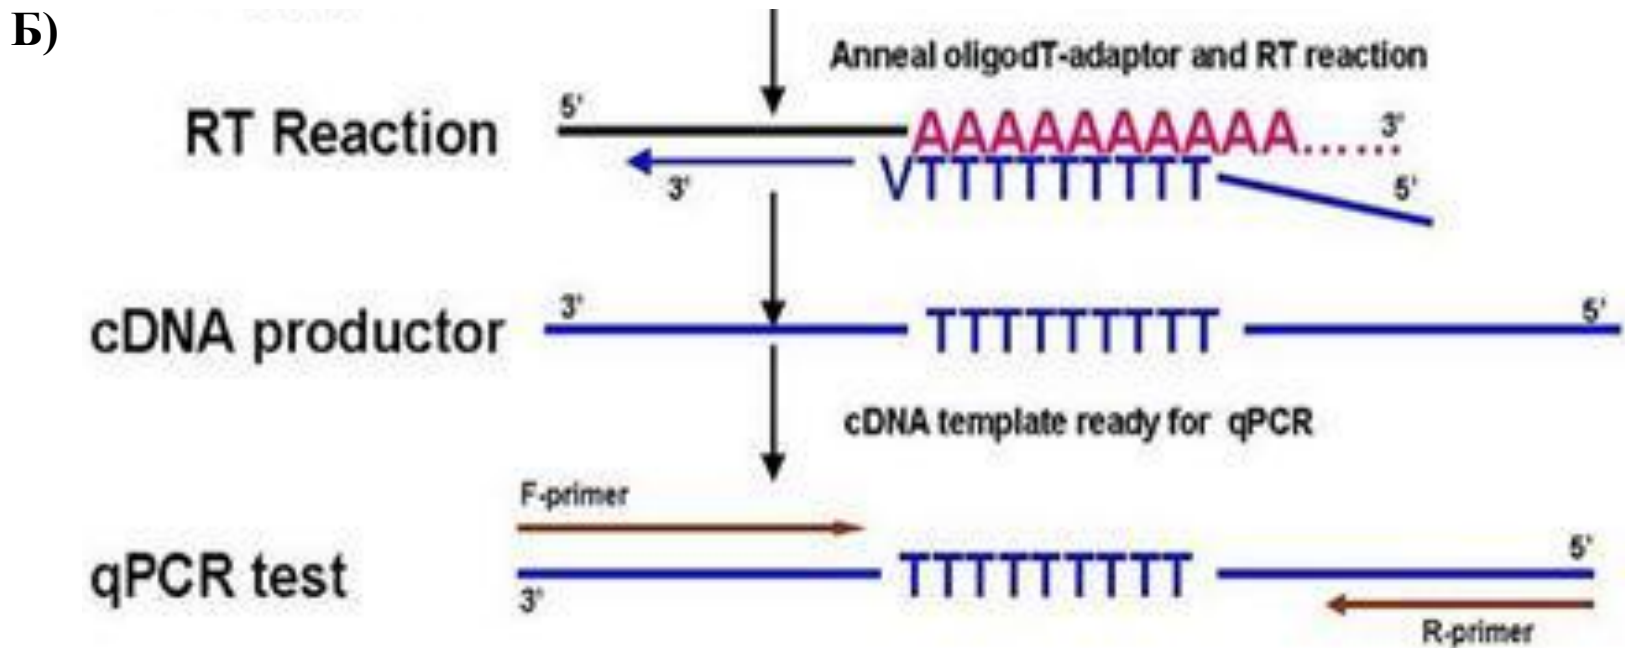 Б)
Anneal oligodT-adaptor and RT reaction
RT Reaction
5'
AAAAAAAAAA......
3'
3'
VTTTTTTTTT
5'
cDNA productor
3'
TTTTTTTTT
5'
cDNA template ready for qPCR
F-primer
qPCR test
3'
TTTTTTTTT
5'
R-primer